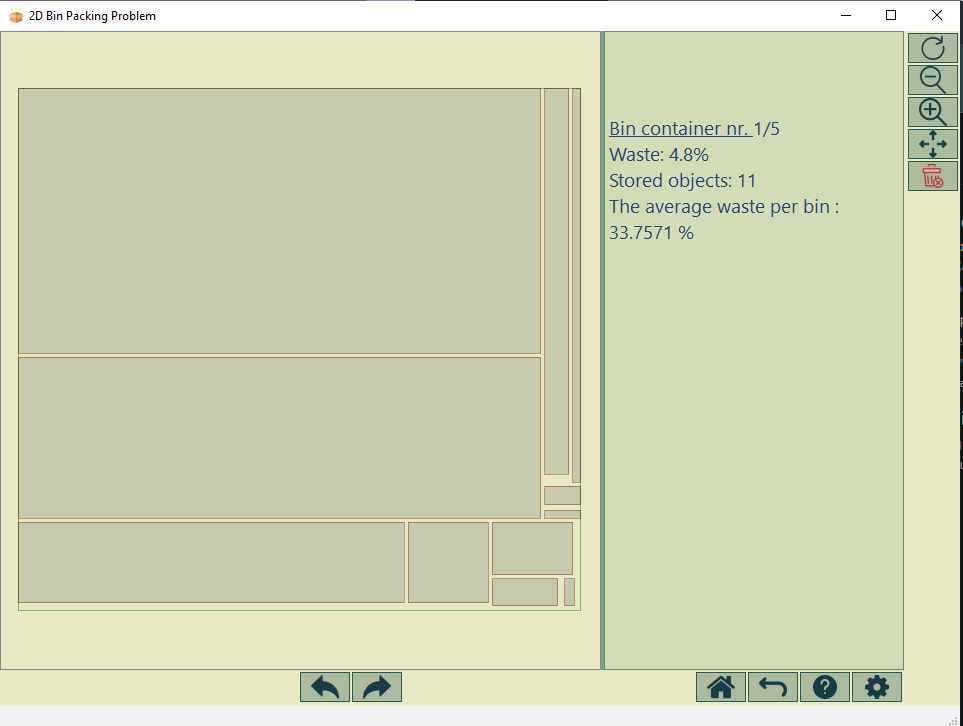 2D Bin Packing Problem
Bin container nr. 1/5
Waste: 4.8%
Stored objects: 11
The average waste per bin :
33.7571 %